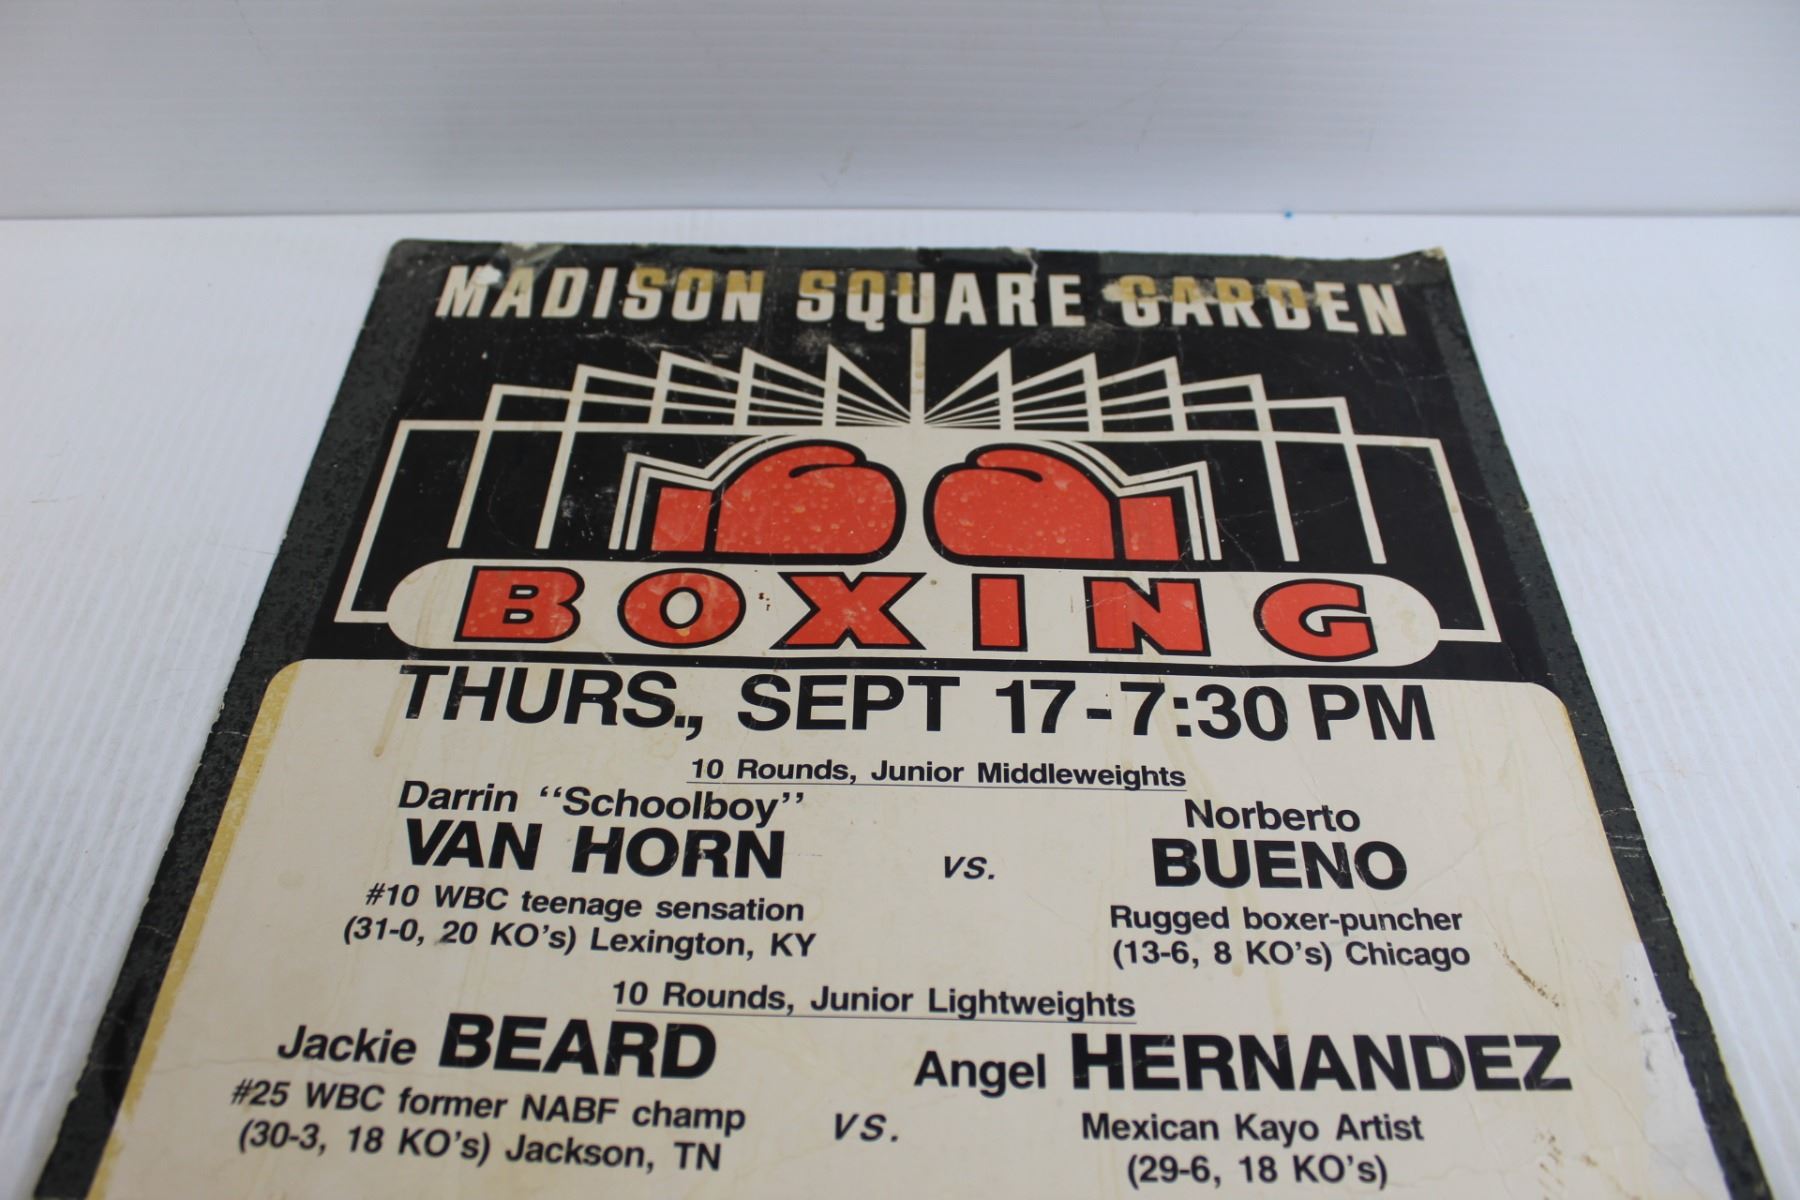 MADISON SQUARE GARDEN
BOXING
THURS., SEPT 17-7:30 PM
10 Rounds, Junior Middleweights
Darrin "Schoolboy"
VAN HORN
#10 WBC teenage sensation
(31-0, 20 KO's) Lexington, KY
vs.
Norberto
BUENO
Rugged boxer-puncher
(13-6, 8 KO's) Chicago
10 Rounds, Junior Lightweights
Jackie BEARD
#25 WBC former NABF champ
(30-3, 18 KO's) Jackson, TN
vs.
Angel HERNANDEZ
Mexican Kayo Artist
(29-6, 18 KO's)